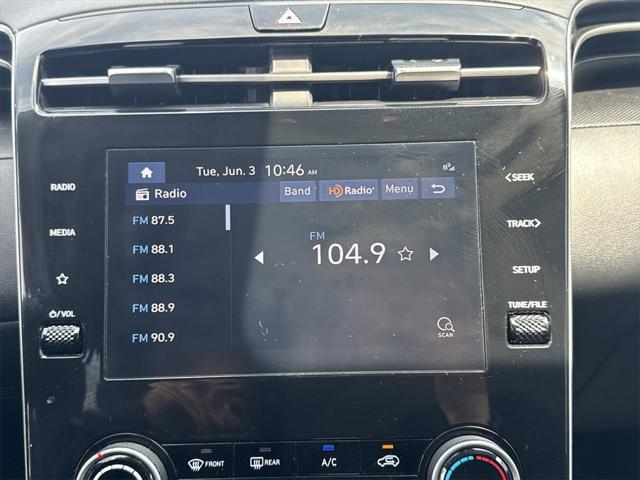 Tue, Jun. 3 10:46 AM
Radio Band HD Radio Menu
RADIO
MEDIA
VOL
FM 87.5
FM 88.1
FM 88.3
FM 88.9
FM 90.9
FM
104.9
SCAN
< SEEK
TRACK >
SETUP
TUNE/FILE
FRONT
REAR
A/C